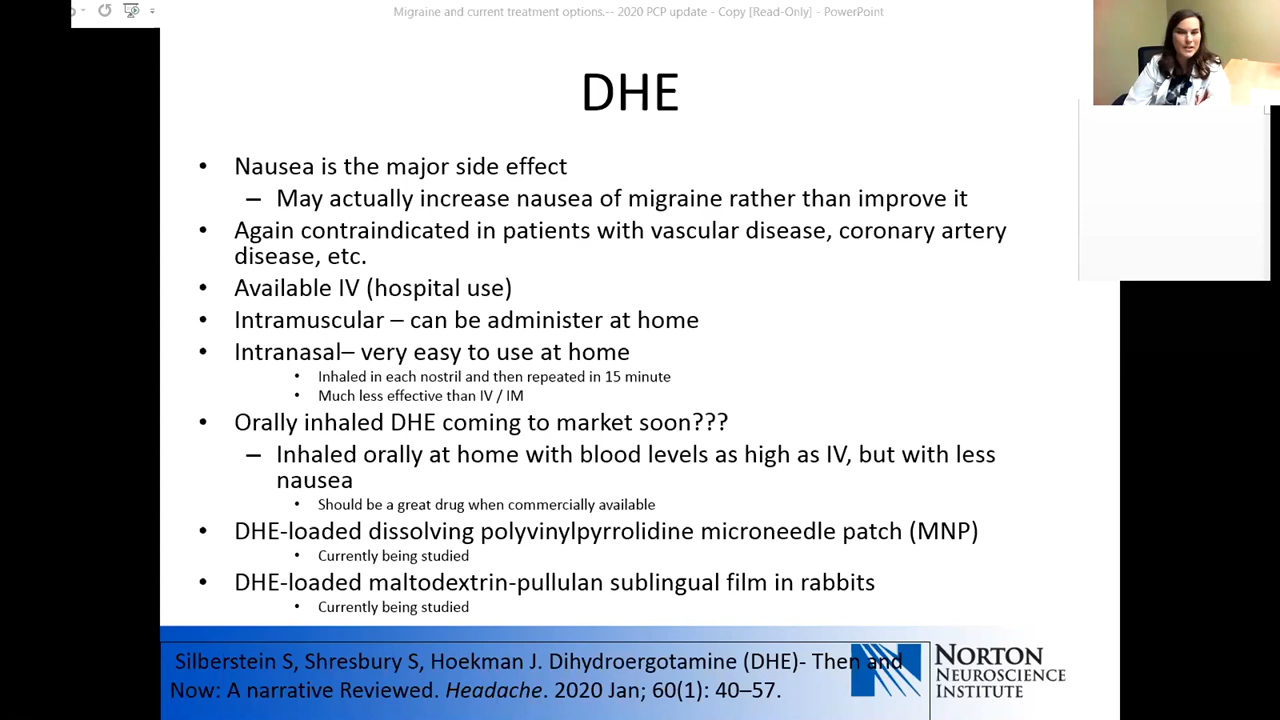 Migraine and current treatment options.-- 2020 PCP update - Copy [Read-Only] - PowerPoint
DHE
• Nausea is the major side effect
– May actually increase nausea of migraine rather than improve it
• Again contraindicated in patients with vascular disease, coronary artery
disease, etc.
• Available IV (hospital use)
• Intramuscular – can be administer at home
• Intranasal– very easy to use at home
• Inhaled in each nostril and then repeated in 15 minute
• Much less effective than IV / IM
• Orally inhaled DHE coming to market soon???
– Inhaled orally at home with blood levels as high as IV, but with less
nausea
• Should be a great drug when commercially available
• DHE-loaded dissolving polyvinylpyrrolidine microneedle patch (MNP)
• Currently being studied
• DHE-loaded maltodextrin-pullulan sublingual film in rabbits
• Currently being studied
Silberstein S, Shresbury S, Hoekman J. Dihydroergotamine (DHE)- Then and
Now: A narrative Reviewed. Headache. 2020 Jan; 60(1): 40–57.
NORTON
NEUROSCIENCE
INSTITUTE